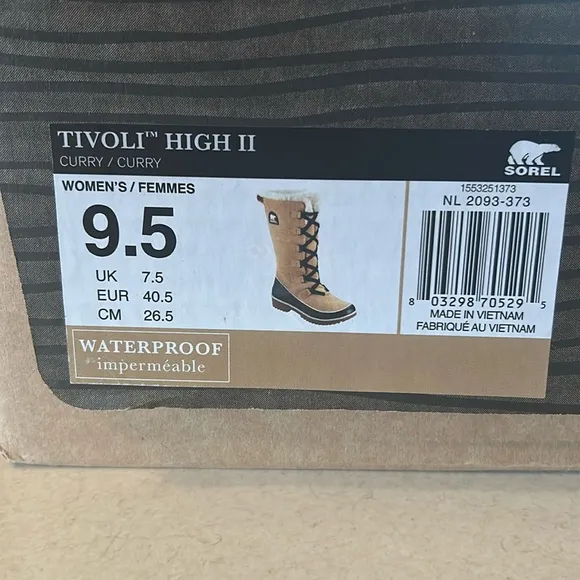 TIVOLI™ HIGH II
CURRY / CURRY
SOREL
WOMEN'S / FEMMES
9.5
UK 7.5
EUR 40.5
CM 26.5
1553251373
NL 2093-373
8 03298 70529 5
MADE IN VIETNAM
FABRIQUÉ AU VIETNAM
WATERPROOF
imperméable